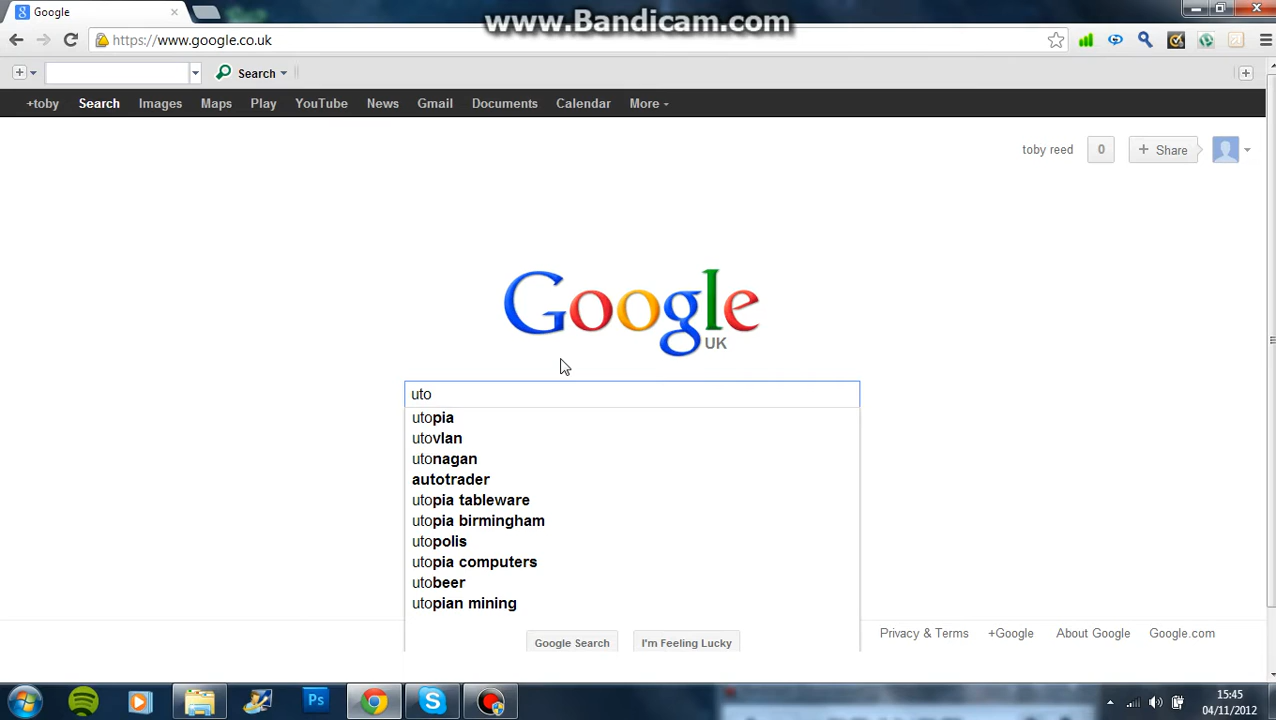 Google
www.Bandicam.com
https://www.google.co.uk
Search
+toby Search Images Maps Play YouTube News Gmail Documents Calendar More
toby reed 0 + Share
Google
UK
uto
utopia
utovlan
utonagan
autotrader
utopia tableware
utopia birmingham
utopolis
utopia computers
utobeer
utopian mining
Google Search I'm Feeling Lucky
Privacy & Terms +Google About Google Google.com
Ps
15:45
04/11/2012